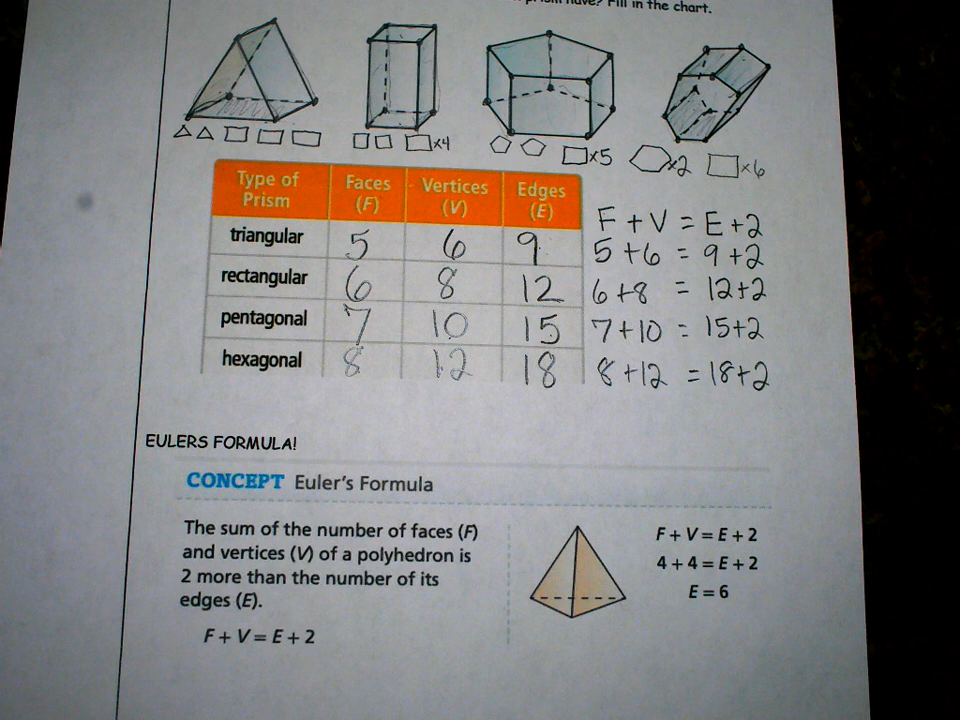 prism have? Fill in the chart.
x4
x5
x2
x6
Type of Prism Faces (F) Vertices (V) Edges (E)
triangular 5 6 9
rectangular 6 8 12
pentagonal 7 10 15
hexagonal 8 12 18
F + V = E + 2
5 + 6 = 9 + 2
6 + 8 = 12 + 2
7 + 10 = 15 + 2
8 + 12 = 18 + 2
EULERS FORMULA!
CONCEPT Euler's Formula
The sum of the number of faces (F)
and vertices (V) of a polyhedron is
2 more than the number of its
edges (E).
F + V = E + 2
F + V = E + 2
4 + 4 = E + 2
E = 6